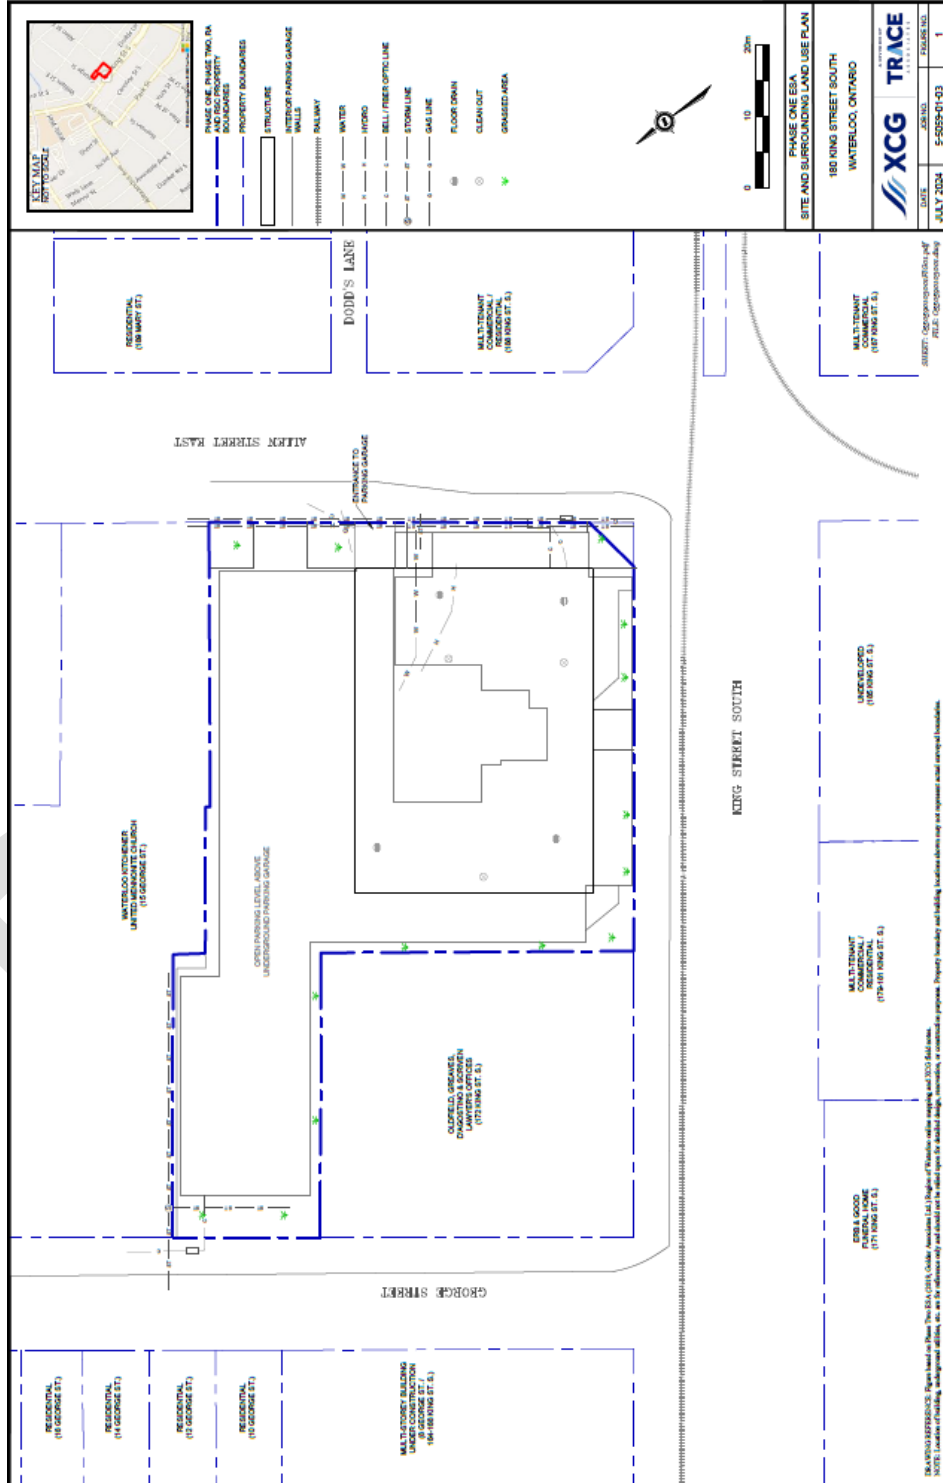 KEY MAP
NOT TO SCALE
PHASE ONE, PHASE TWO, RA
AND RSC PROPERTY
BOUNDARIES
PROPERTY BOUNDARIES
STRUCTURE
INTERIOR PARKING GARAGE
WALLS
RAILWAY
WATER
HYDRO
BELL / FIBER OPTIC LINE
STORM LINE
GAS LINE
FLOOR DRAIN
CLEAN OUT
GRASSED AREA
0 10 20m
PHASE ONE ESA
SITE AND SURROUNDING LAND USE PLAN
180 KING STREET SOUTH
WATERLOO, ONTARIO
XCG
A DIVISION OF
TRACE
ASSOCIATES
DATE
JULY 2024
JOB NO.
5-5059-01-03
FIGURE NO.
1
RESIDENTIAL
(189 MARY ST.)
DODD'S LANE
MULTI-TENANT
COMMERCIAL /
RESIDENTIAL
(188 KING ST. S.)
MULTI-TENANT
COMMERCIAL
(187 KING ST. S.)
ALLEN STREET EAST
ENTRANCE TO
PARKING GARAGE
WATERLOO KITCHENER
UNITED MENNONITE CHURCH
(15 GEORGE ST.)
OPEN PARKING LEVEL ABOVE
UNDERGROUND PARKING GARAGE
KING STREET SOUTH
UNDEVELOPED
(185 KING ST. S.)
OLDFIELD, GREAVES,
D'AGOSTINO & SCRIVEN
LAWYER'S OFFICES
(172 KING ST. S.)
MULTI-TENANT
COMMERCIAL /
RESIDENTIAL
(179-181 KING ST. S.)
ERB & GOOD
FUNERAL HOME
(171 KING ST. S.)
GEORGE STREET
RESIDENTIAL
(16 GEORGE ST.)
RESIDENTIAL
(14 GEORGE ST.)
RESIDENTIAL
(12 GEORGE ST.)
RESIDENTIAL
(10 GEORGE ST.)
MULTI-STOREY BUILDING
UNDER CONSTRUCTION
(8 GEORGE ST. /
164-168 KING ST. S.)